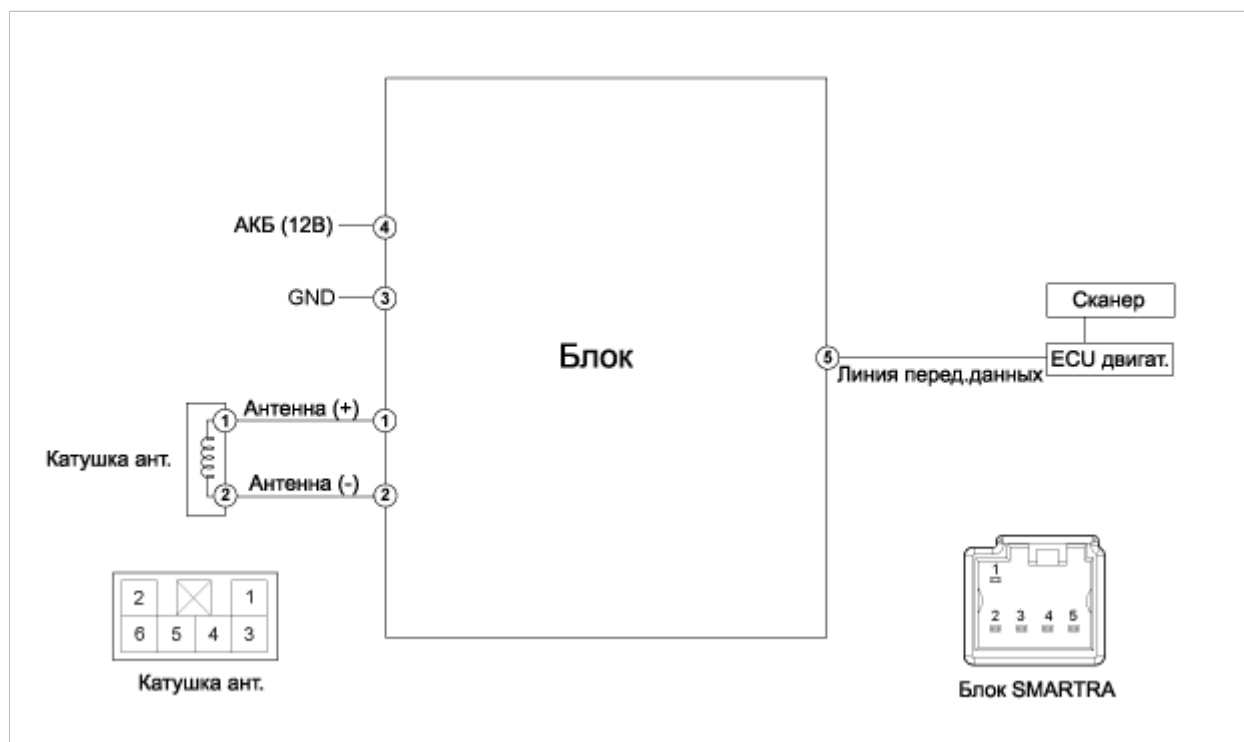 АКБ (12В)
4
GND
3
Блок
Сканер
5
ECU двигат.
Линия перед.данных
Антенна (+)
1
1
Катушка ант.
Антенна (-)
2
2
2 1
6 5 4 3
Катушка ант.
1
2 3 4 5
Блок SMARTRA